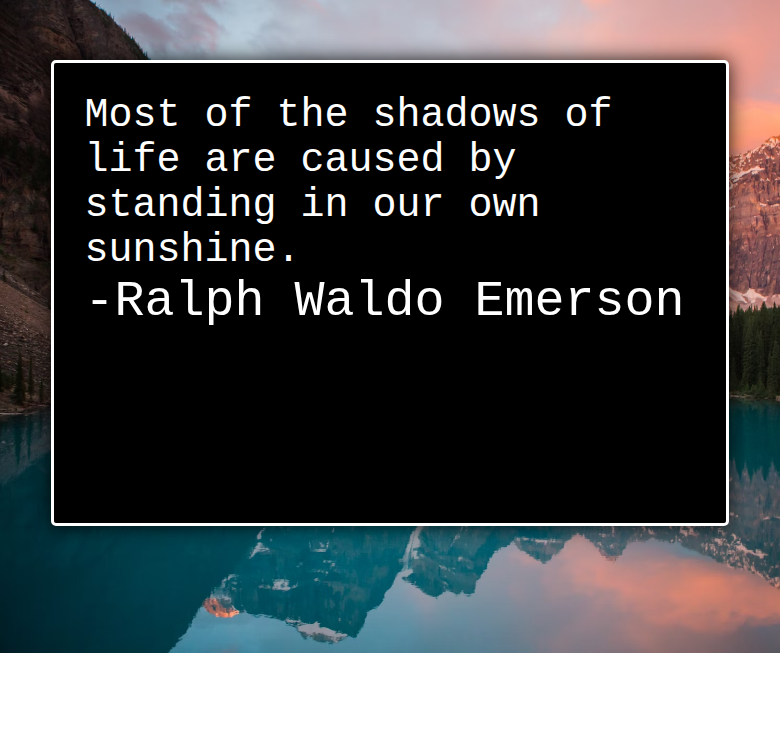 Most of the shadows of
life are caused by
standing in our own
sunshine.
-Ralph Waldo Emerson